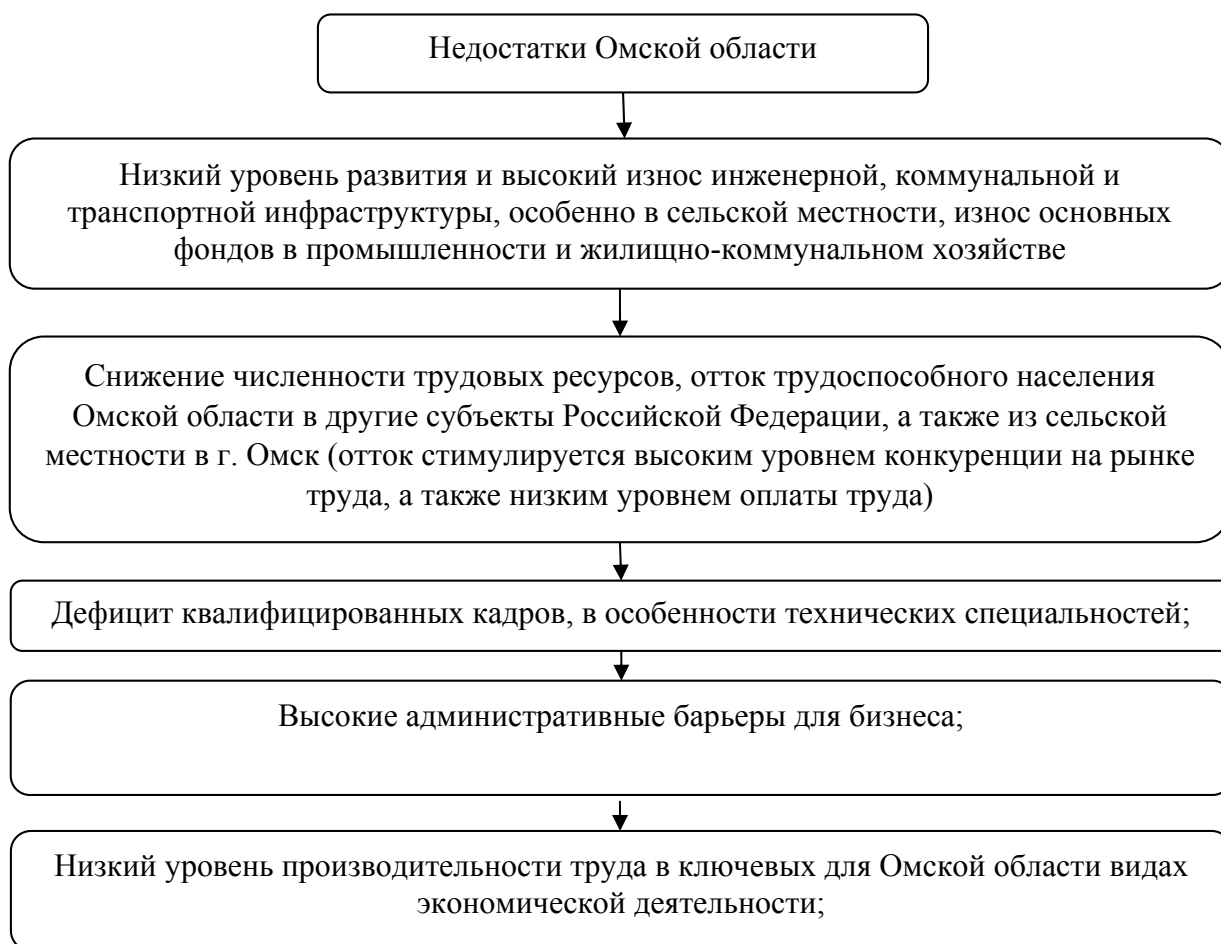 Недостатки Омской области
Низкий уровень развития и высокий износ инженерной, коммунальной и
транспортной инфраструктуры, особенно в сельской местности, износ основных
фондов в промышленности и жилищно-коммунальном хозяйстве
Снижение численности трудовых ресурсов, отток трудоспособного населения
Омской области в другие субъекты Российской Федерации, а также из сельской
местности в г. Омск (отток стимулируется высоким уровнем конкуренции на рынке
труда, а также низким уровнем оплаты труда)
Дефицит квалифицированных кадров, в особенности технических специальностей;
Высокие административные барьеры для бизнеса;
Низкий уровень производительности труда в ключевых для Омской области видах
экономической деятельности;